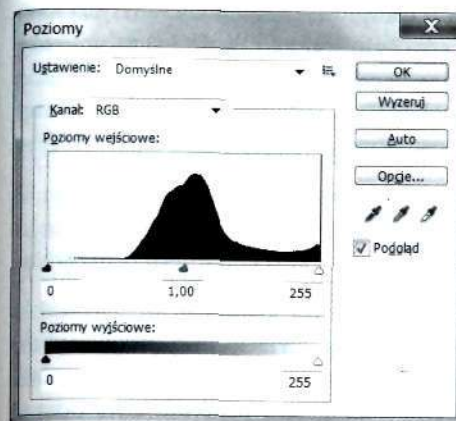 Poziomy
Ustawienie: Domyślne
OK
Wyzeruj
Auto
Opcje...
Podgląd
Kanał: RGB
Poziomy wejściowe:
0 1,00 255
Poziomy wyjściowe:
0 255